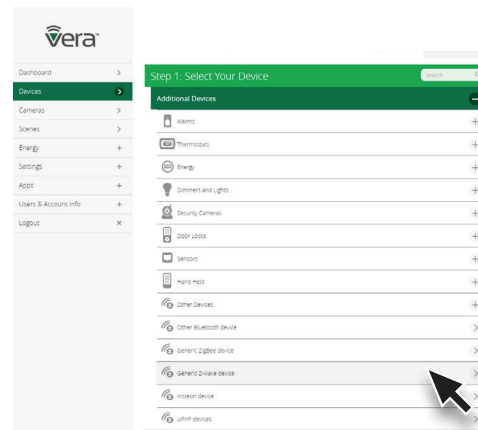 Vera™
Dashboard
Devices
Cameras
Scenes
Energy
Settings
Apps
Users & Account Info
Logout
Step 1: Select Your Device
Search
Additional Devices
Alarms
Thermostats
Energy
Dimmers and Lights
Security Cameras
Door Locks
Sensors
Hand Held
Other Devices
Other Bluetooth device
Generic ZigBee device
Generic Z-wave device
Insteon device
UPnP devices